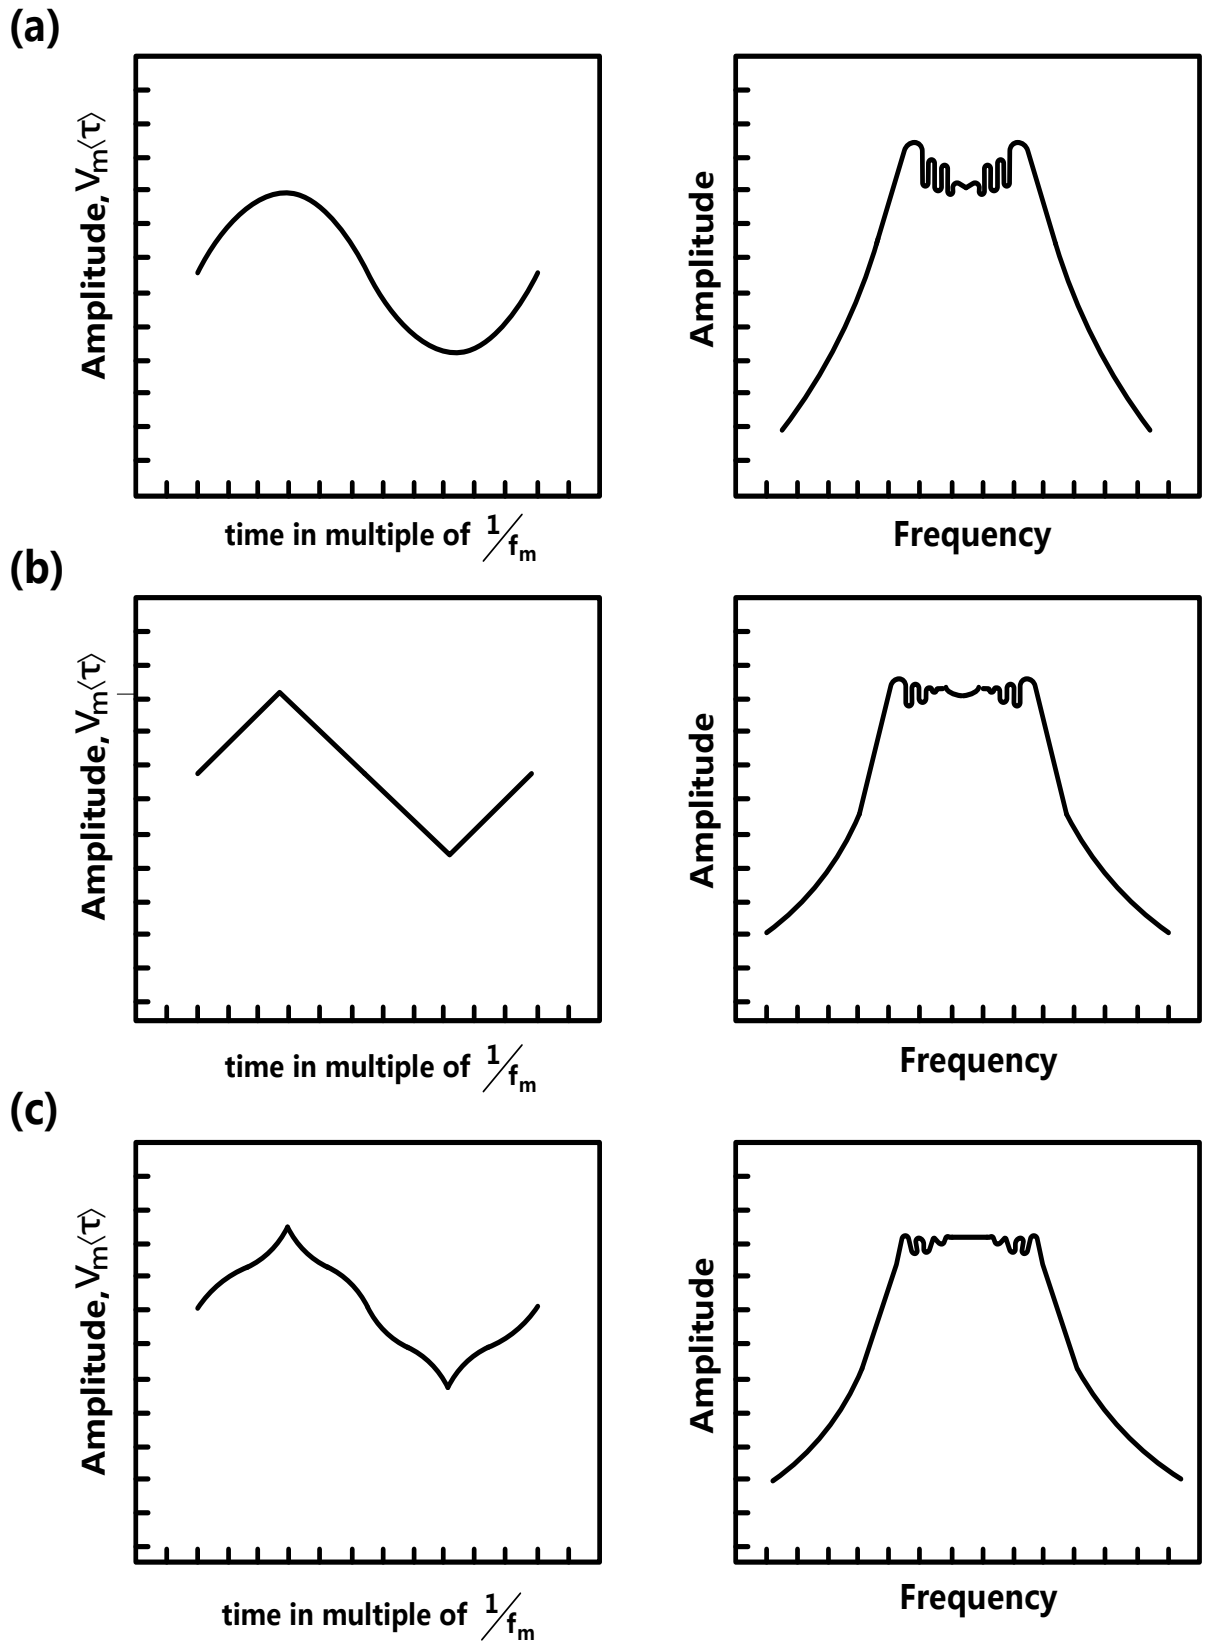 (a)
Amplitude, Vm⟨τ⟩
time in multiple of 1/fm
Amplitude
Frequency
(b)
Amplitude, Vm⟨τ⟩
time in multiple of 1/fm
Amplitude
Frequency
(c)
Amplitude, Vm⟨τ⟩
time in multiple of 1/fm
Amplitude
Frequency